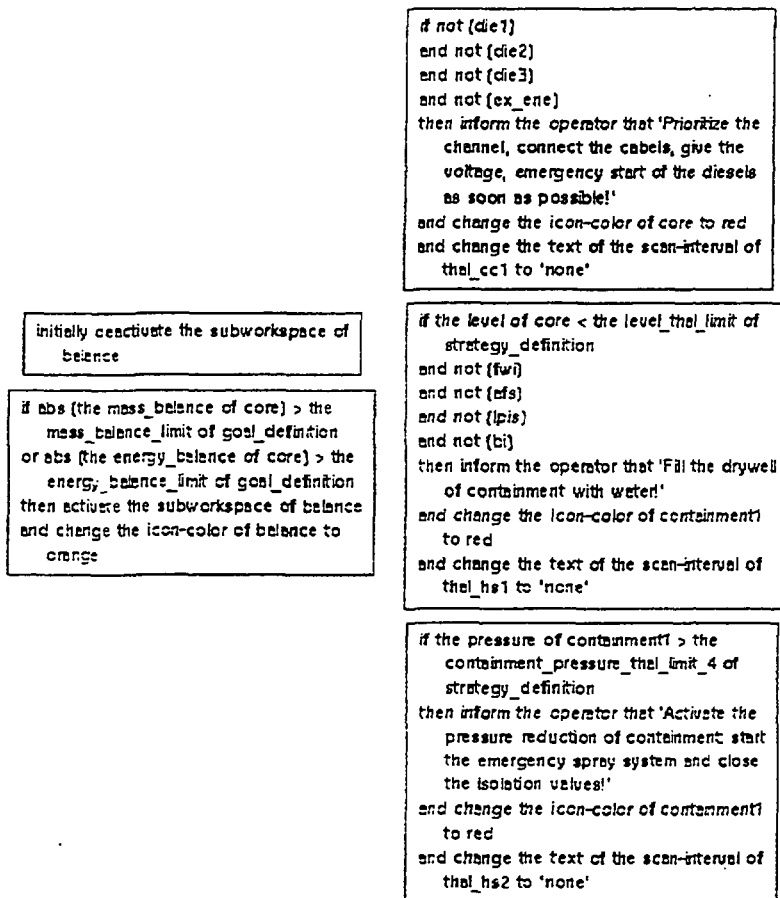 if not (die1)
and not (die2)
and not (die3)
and not (ex_ene)
then inform the operator that 'Prioritize the
channel, connect the cabels, give the
voltage, emergency start of the diesels
as soon as possible!'
and change the icon-color of core to red
and change the text of the scan-interval of
thal_cc1 to 'none'
initially deactivate the subworkspace of
balance
if abs (the mass_balance of core) > the
mass_balance_limit of goal_definition
or abs (the energy_balance of core) > the
energy_balance_limit of goal_definition
then activate the subworkspace of balance
and change the icon-color of balance to
orange
if the level of core < the level_thal_limit of
strategy_definition
and not (fwi)
and not (afs)
and not (lpis)
and not (bi)
then inform the operator that 'Fill the drywell
of containment with water!'
and change the icon-color of containment1
to red
and change the text of the scan-interval of
thal_hs1 to 'none'
if the pressure of containment1 > the
containment_pressure_thal_limit_4 of
strategy_definition
then inform the operator that 'Activate the
pressure reduction of containment: start
the emergency spray system and close
the isolation valves!'
and change the icon-color of containment1
to red
and change the text of the scan-interval of
thal_hs2 to 'none'